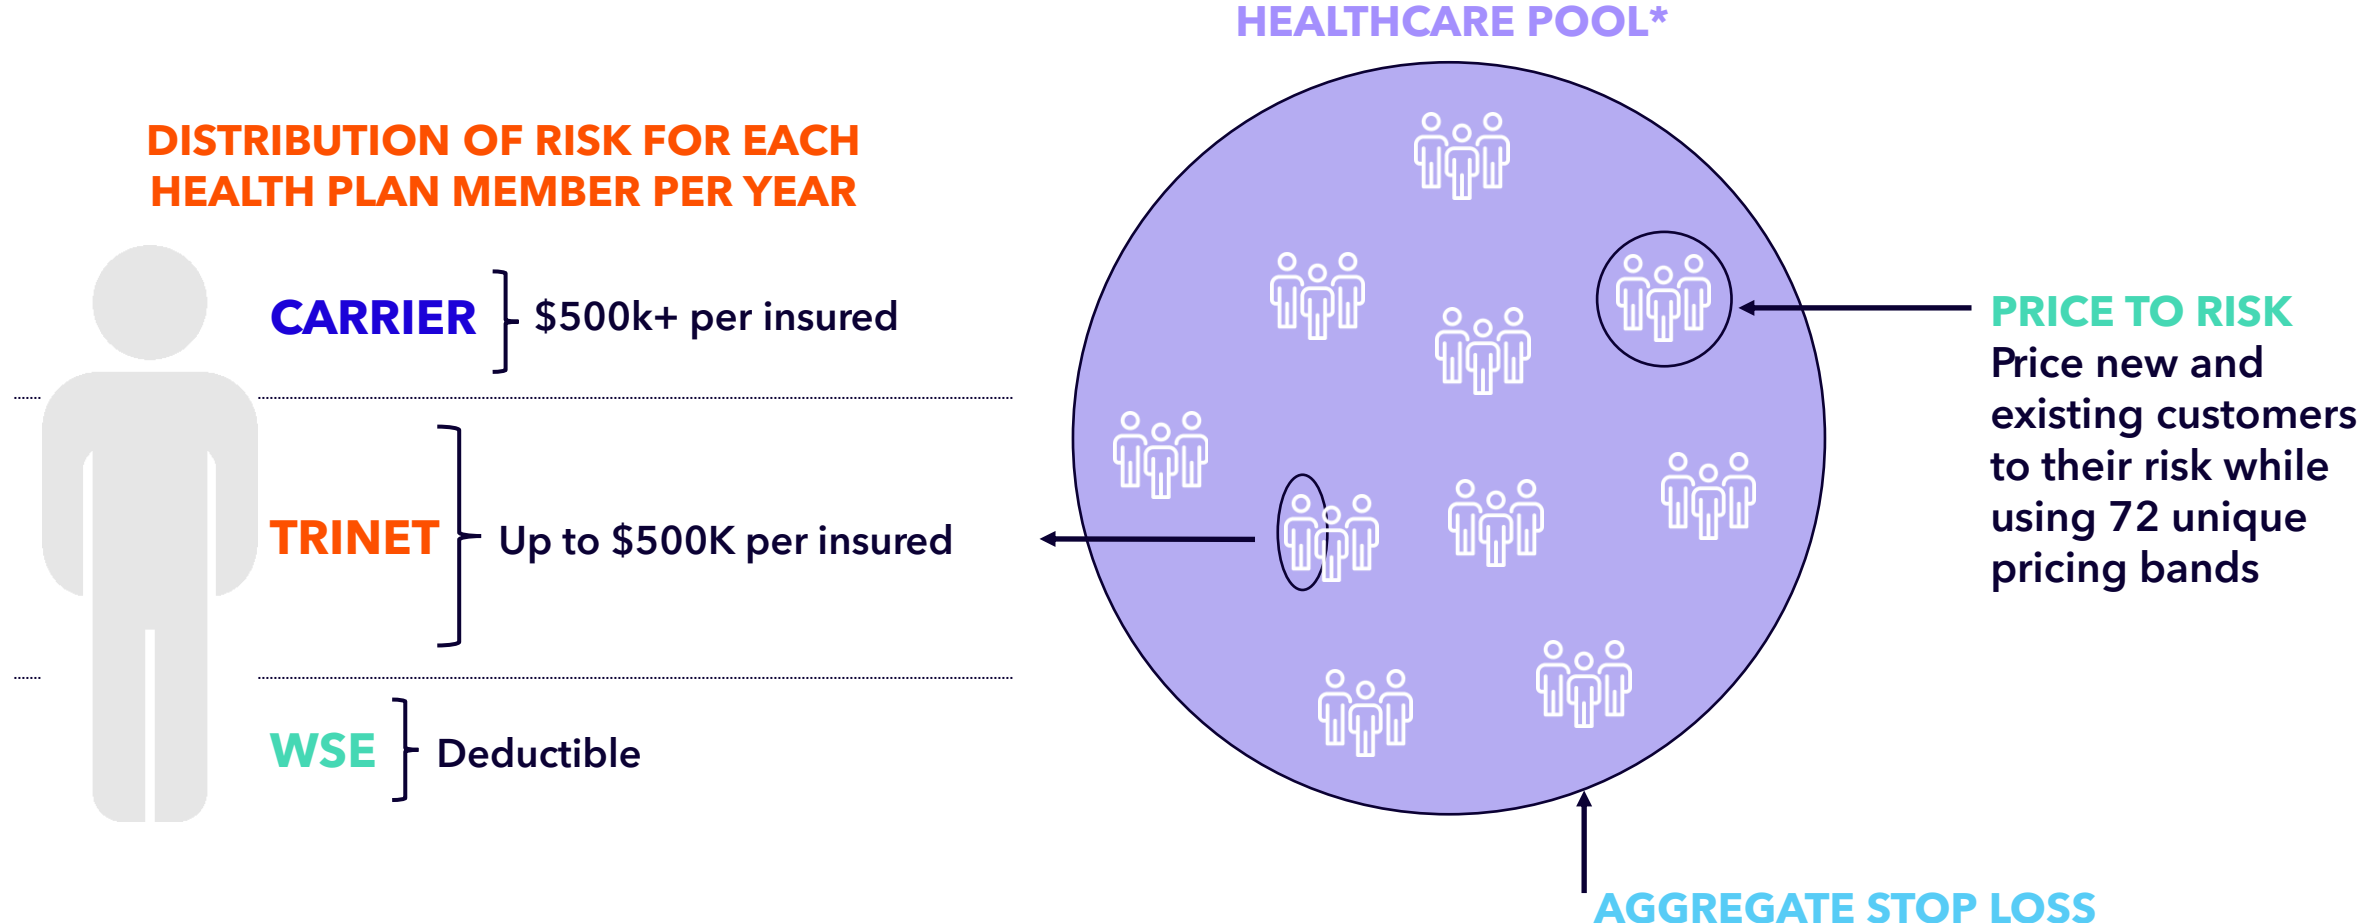 HEALTHCARE POOL*
DISTRIBUTION OF RISK FOR EACH
HEALTH PLAN MEMBER PER YEAR
CARRIER
$500k+ per insured
TRINET
Up to $500K per insured
WSE
Deductible
PRICE TO RISK
Price new and
existing customers
to their risk while
using 72 unique
pricing bands
AGGREGATE STOP LOSS